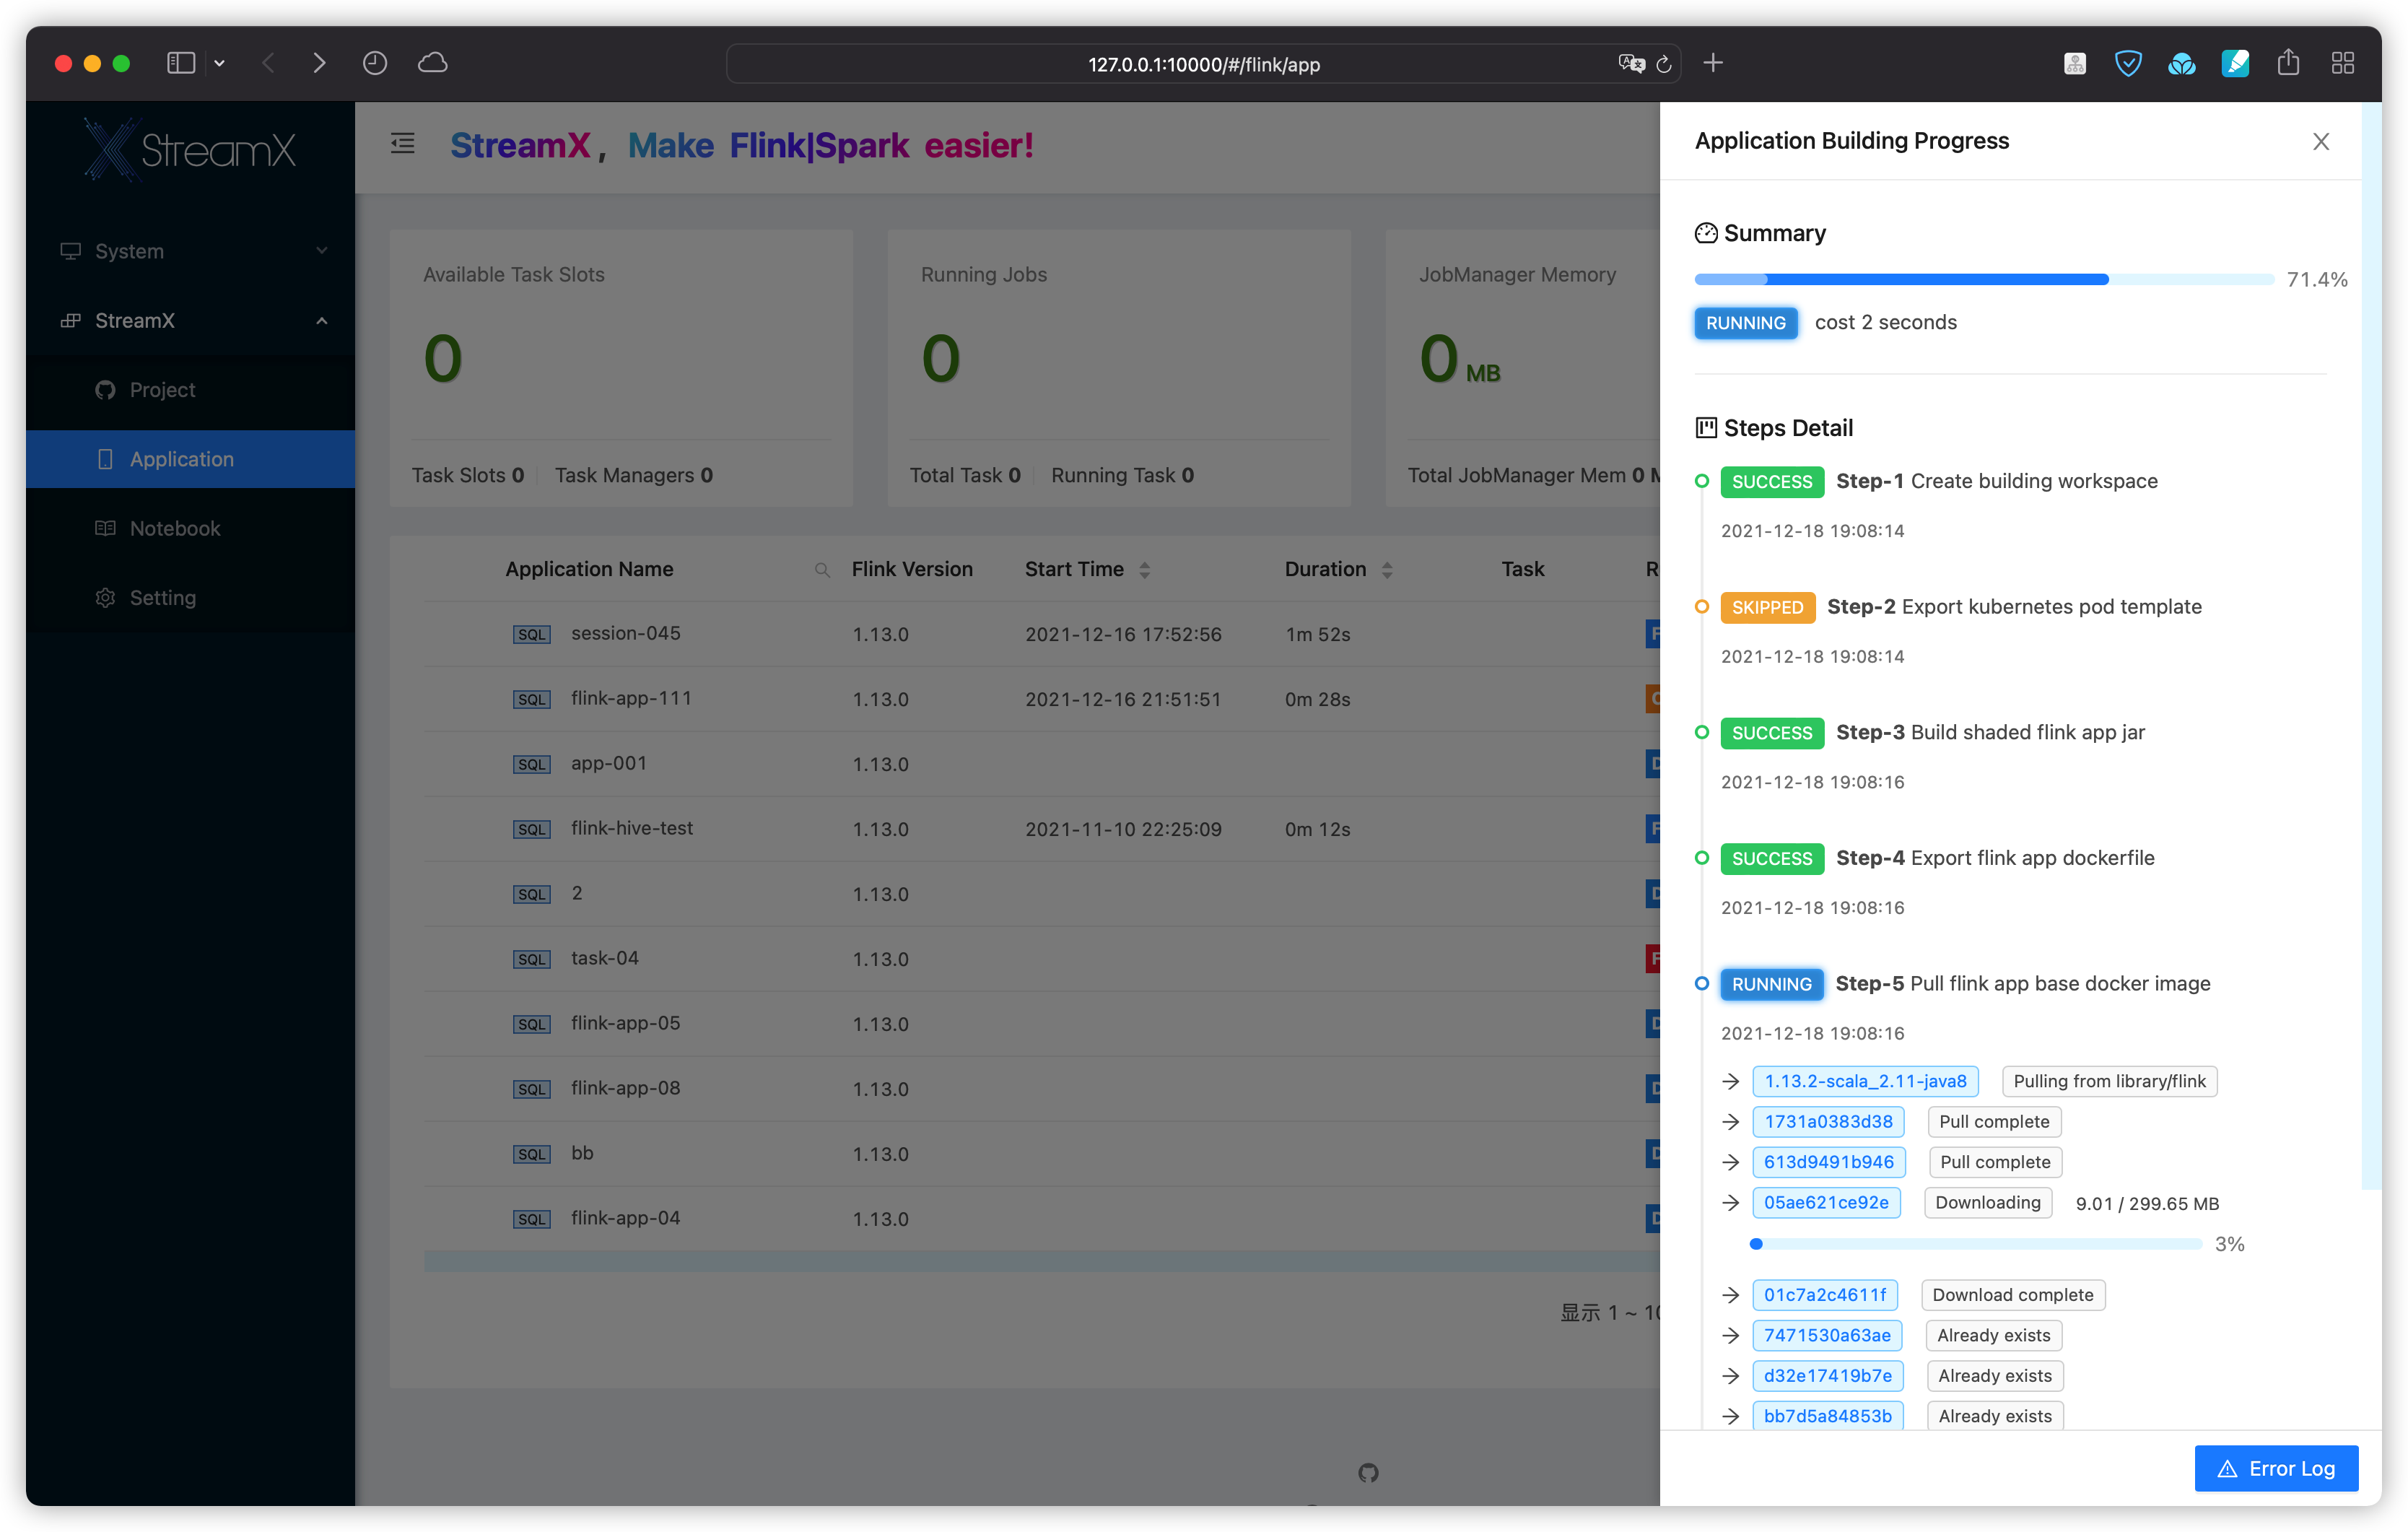 127.0.0.1:10000/#/flink/app
StreamX
System
StreamX
Project
Application
Notebook
Setting
StreamX, Make Flink|Spark easier!
Available Task Slots
0
Task Slots 0 Task Managers 0
Running Jobs
0
Total Task 0 Running Task 0
JobManager Memory
0 MB
Total JobManager Mem 0 M
Application Name Flink Version Start Time Duration Task
SQL session-045 1.13.0 2021-12-16 17:52:56 1m 52s
SQL flink-app-111 1.13.0 2021-12-16 21:51:51 0m 28s
SQL app-001 1.13.0
SQL flink-hive-test 1.13.0 2021-11-10 22:25:09 0m 12s
SQL 2 1.13.0
SQL task-04 1.13.0
SQL flink-app-05 1.13.0
SQL flink-app-08 1.13.0
SQL bb 1.13.0
SQL flink-app-04 1.13.0
显示 1 ~ 10
Application Building Progress
Summary
71.4%
RUNNING cost 2 seconds
Steps Detail
SUCCESS Step-1 Create building workspace
2021-12-18 19:08:14
SKIPPED Step-2 Export kubernetes pod template
2021-12-18 19:08:14
SUCCESS Step-3 Build shaded flink app jar
2021-12-18 19:08:16
SUCCESS Step-4 Export flink app dockerfile
2021-12-18 19:08:16
RUNNING Step-5 Pull flink app base docker image
2021-12-18 19:08:16
1.13.2-scala_2.11-java8 Pulling from library/flink
1731a0383d38 Pull complete
613d9491b946 Pull complete
05ae621ce92e Downloading 9.01 / 299.65 MB
3%
01c7a2c4611f Download complete
7471530a63ae Already exists
d32e17419b7e Already exists
bb7d5a84853b Already exists
Error Log